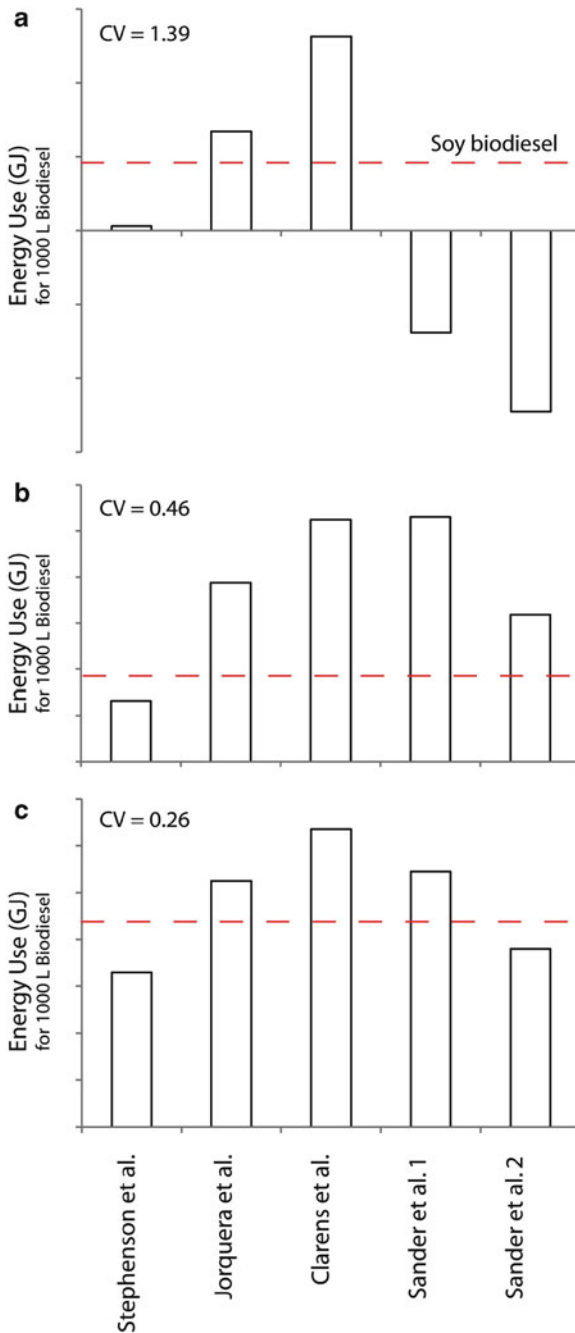 a
CV = 1.39
Soy biodiesel
Energy Use (GJ)
for 1000 L Biodiesel
b
CV = 0.46
Energy Use (GJ)
for 1000 L Biodiesel
c
CV = 0.26
Energy Use (GJ)
for 1000 L Biodiesel
Stephenson et al.
Jorquera et al.
Clarens et al.
Sander et al. 1
Sander et al. 2